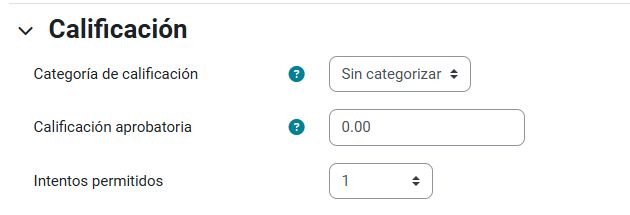 Calificación
Categoría de calificación ? Sin categorizar
Calificación aprobatoria ? 0.00
Intentos permitidos 1